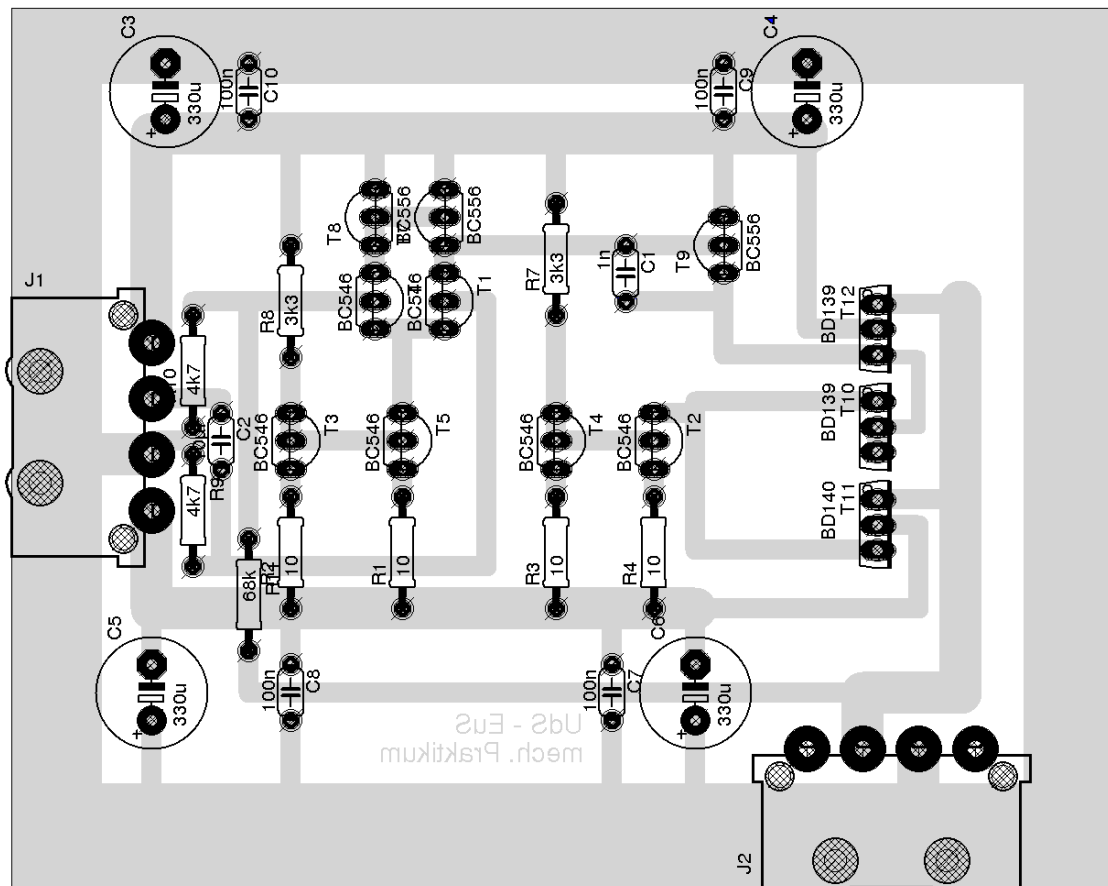 C3
330u
100n
C10
100n
C9
C4
330u
T8
BC556
BC556
R7
3k3
1n
C1
T9
BC556
J1
R8
3k3
BC546
T1
BD139
T12
4k7
C2
BC546
T3
BC546
T5
BC546
T4
BC546
T2
BD139
T10
R9
4k7
BD140
T11
68k
10
R1
10
R3
10
R4
10
C5
330u
100n
C8
100n
C7
C6
330u
UdS - EuS
mech. Praktikum
J2